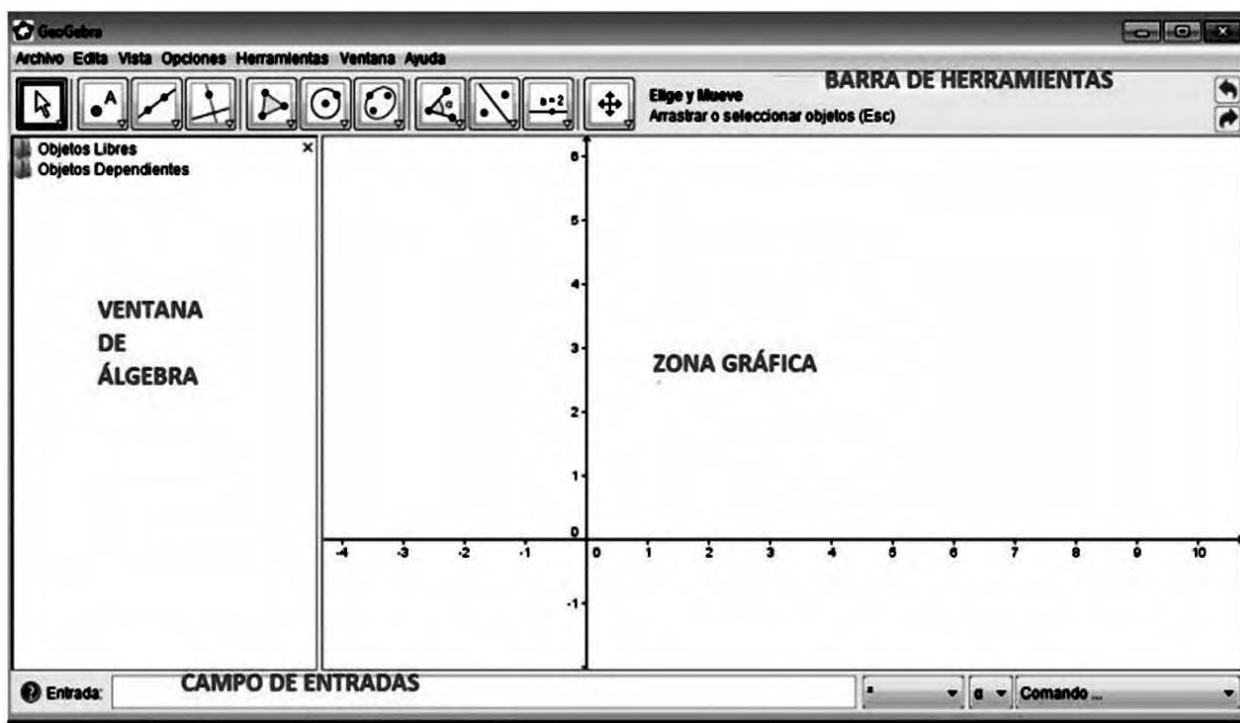 GeoGebra
Archivo Edita Vista Opciones Herramientas Ventana Ayuda
BARRA DE HERRAMIENTAS
A
α
a = 2
Elige y Mueve
Arrastrar o seleccionar objetos (Esc)
Objetos Libres
Objetos Dependientes
VENTANA
DE
ÁLGEBRA
ZONA GRÁFICA
6
5
4
3
2
1
0
-4 -3 -2 -1 0 1 2 3 4 5 6 7 8 9 10
-1
CAMPO DE ENTRADAS
Entrada:
α
Comando ...